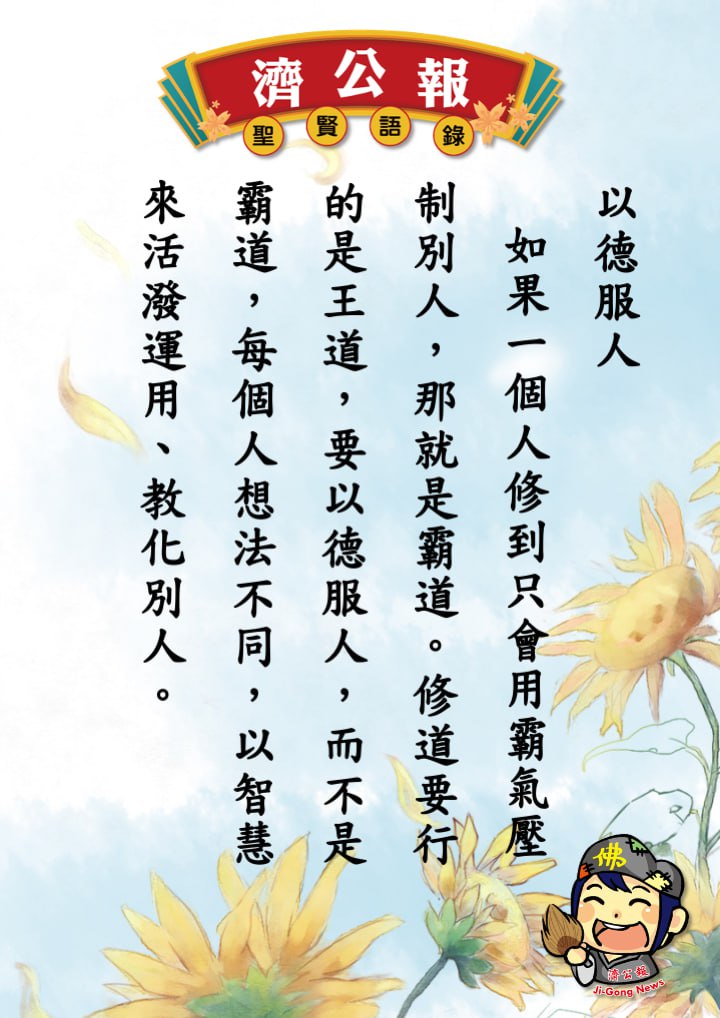 濟公報
聖賢語錄
以德服人
如果一個人修到只會用霸氣壓
制別人，那就是霸道。修道要行
的是王道，要以德服人，而不是
霸道，每個人想法不同，以智慧
來活潑運用、教化別人。
佛
濟公報
Ji-Gong News